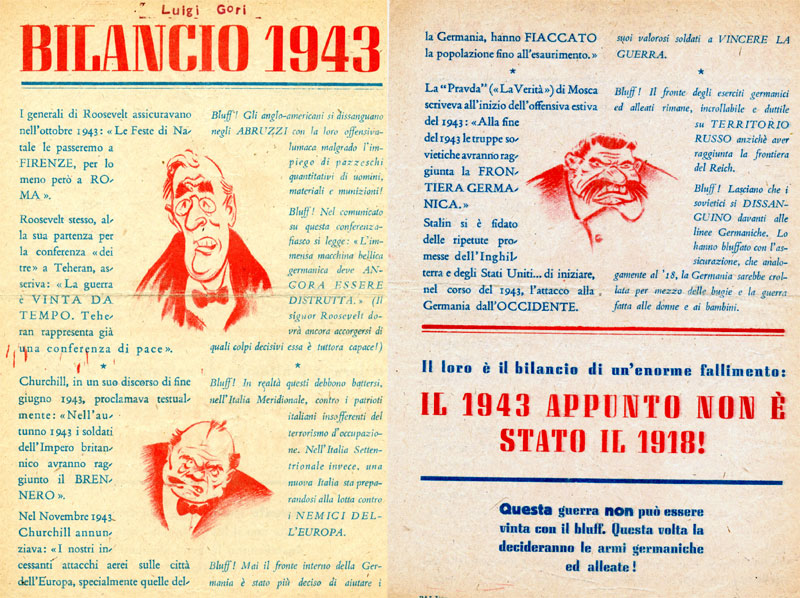 Luigi Gori
BILANCIO 1943
I generali di Roosevelt assicuravano
nell'ottobre 1943: «Le Feste di Na-
tale le passeremo a
FIRENZE, per lo
meno però a RO-
MA».
Roosevelt stesso, al-
la sua partenza per
la conferenza «dei
tre» a Teheran, as-
seriva: «La guerra
è VINTA DA
TEMPO. Tehe-
ran rappresenta già
una conferenza di pace».
Bluff! Gli anglo-americani si dissanguano
negli ABRUZZI con la loro offensiva-
lumaca malgrado l'im-
piego di pazzeschi
quantitativi di uomini,
materiali e munizioni!
Bluff! Nel comunicato
su questa conferenza-
fiasco si legge: «L'im-
mensa macchina bellica
germanica deve AN-
CORA ESSERE
DISTRUTTA.» (Il
signor Roosevelt do-
vrà ancora accorgersi di
quali colpi decisivi essa è tuttora capace!)
Churchill, in un suo discorso di fine
giugno 1943, proclamava testual-
mente: «Nell'au-
tunno 1943 i soldati
dell'Impero britan-
nico avranno rag-
giunto il BREN-
NERO».
Nel Novembre 1943
Churchill annun-
ziava: «I nostri in-
cessanti attacchi aerei sulle città
dell'Europa, specialmente quelle del-
Bluff! In realtà questi debbono battersi,
nell'Italia Meridionale, contro i patrioti
italiani insofferenti del
terrorismo d'occupazio-
ne. Nell'Italia Setten-
trionale invece, una
nuova Italia sta prepa-
randosi alla lotta contro
i NEMICI DEL-
L'EUROPA.
Bluff! Mai il fronte interno della Ger-
mania è stato più deciso di aiutare i
la Germania, hanno FIACCATO
la popolazione fino all'esaurimento.»
suoi valorosi soldati a VINCERE LA
GUERRA.
La "Pravda" («La Verità») di Mosca
scriveva all'inizio dell'offensiva estiva
del 1943: «Alla fine
del 1943 le truppe so-
vietiche avranno rag-
giunta la FRON-
TIERA GERMA-
NICA.»
Stalin si è fidato
delle ripetute pro-
messe dell'Inghil-
terra e degli Stati Uniti... di iniziare,
nel corso del 1943, l'attacco alla
Germania dall'OCCIDENTE.
Bluff! Il fronte degli eserciti germanici
ed alleati rimane, incrollabile e duttile
su TERRITORIO
RUSSO anzichè aver
raggiunta la frontiera
del Reich.
Bluff! Lasciano che i
sovietici si DISSAN-
GUINO davanti alle
linee Germaniche. Lo
hanno bluffato con l'as-
sicurazione, che analo-
gamente al '18, la Germania sarebbe crol-
lata per mezzo delle bugie e la guerra
fatta alle donne e ai bambini.
Il loro è il bilancio di un'enorme fallimento:
IL 1943 APPUNTO NON È
STATO IL 1918!
Questa guerra non può essere
vinta con il bluff. Questa volta la
decideranno le armi germaniche
ed alleate!